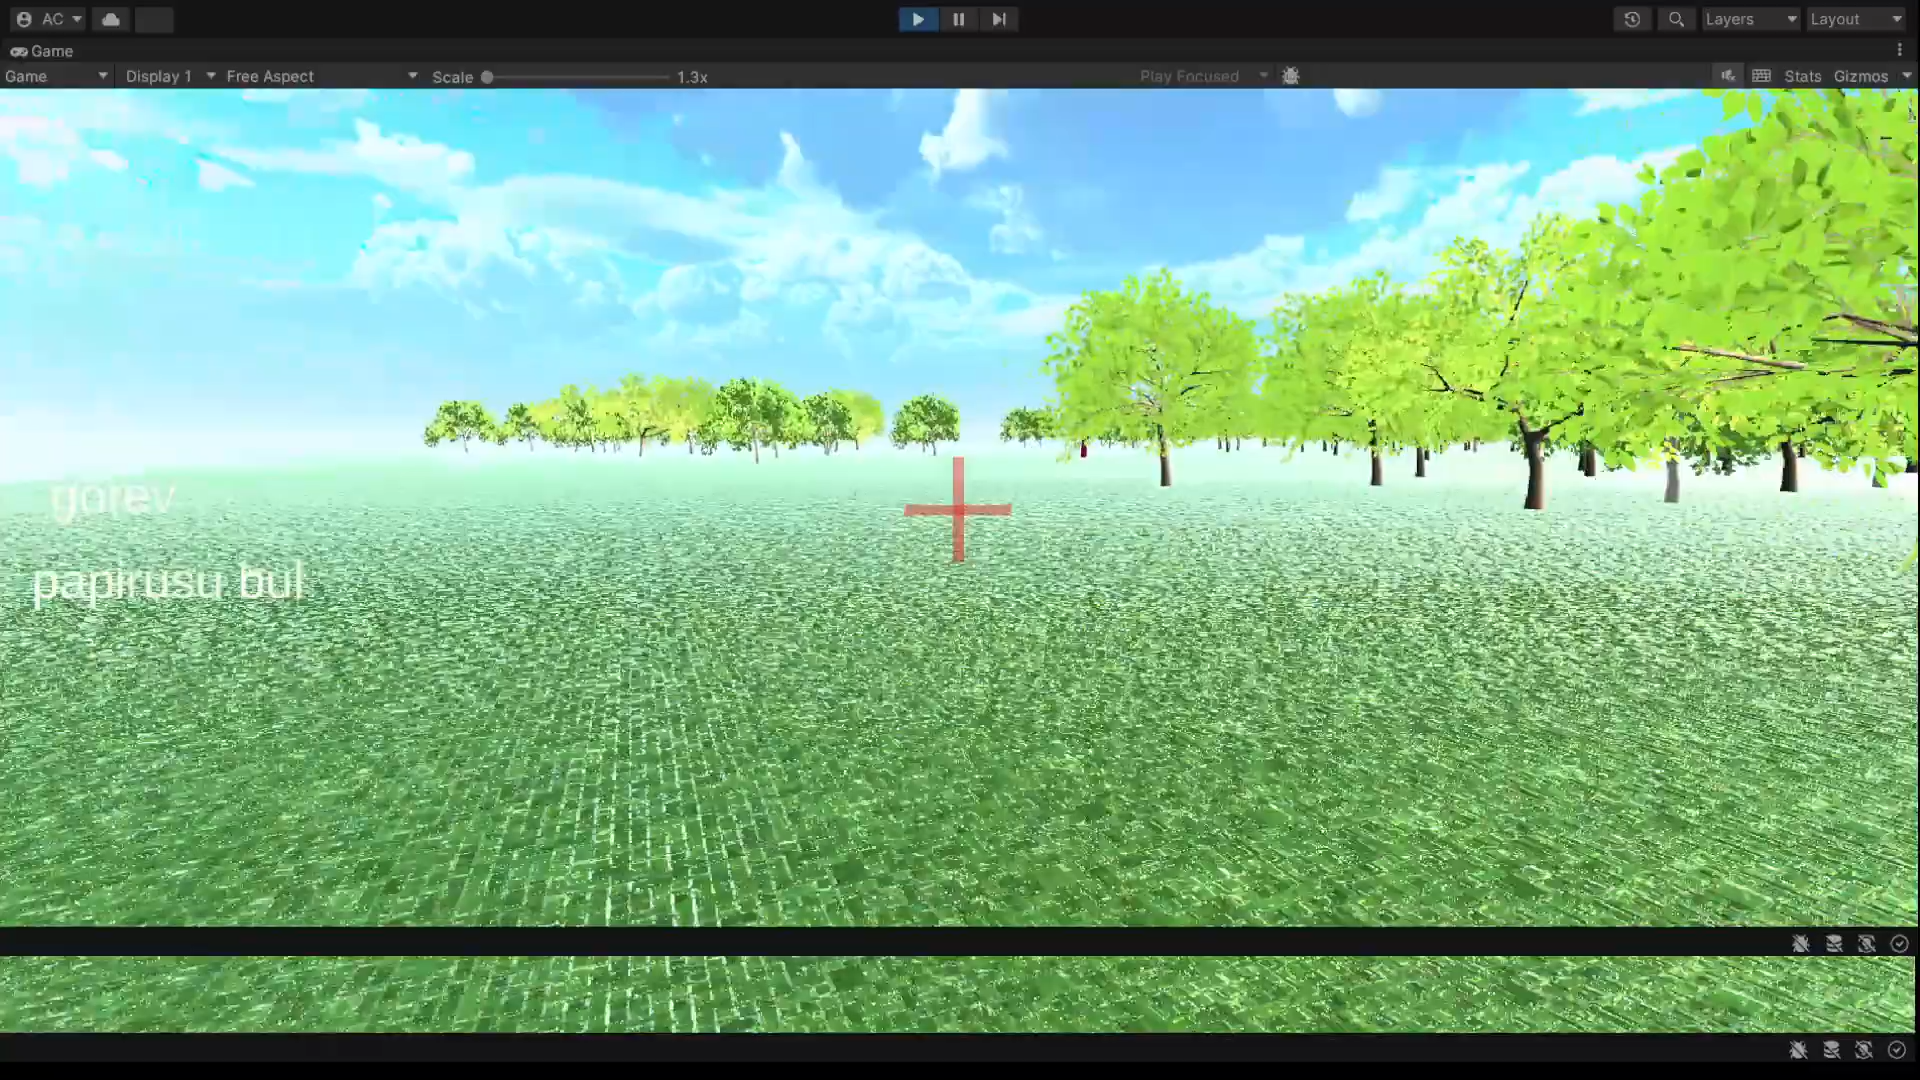 AC
Layers
Layout
Game
Game
Display 1
Free Aspect
Scale
1.3x
Play Focused
Stats
Gizmos
gorev
papirusu bul